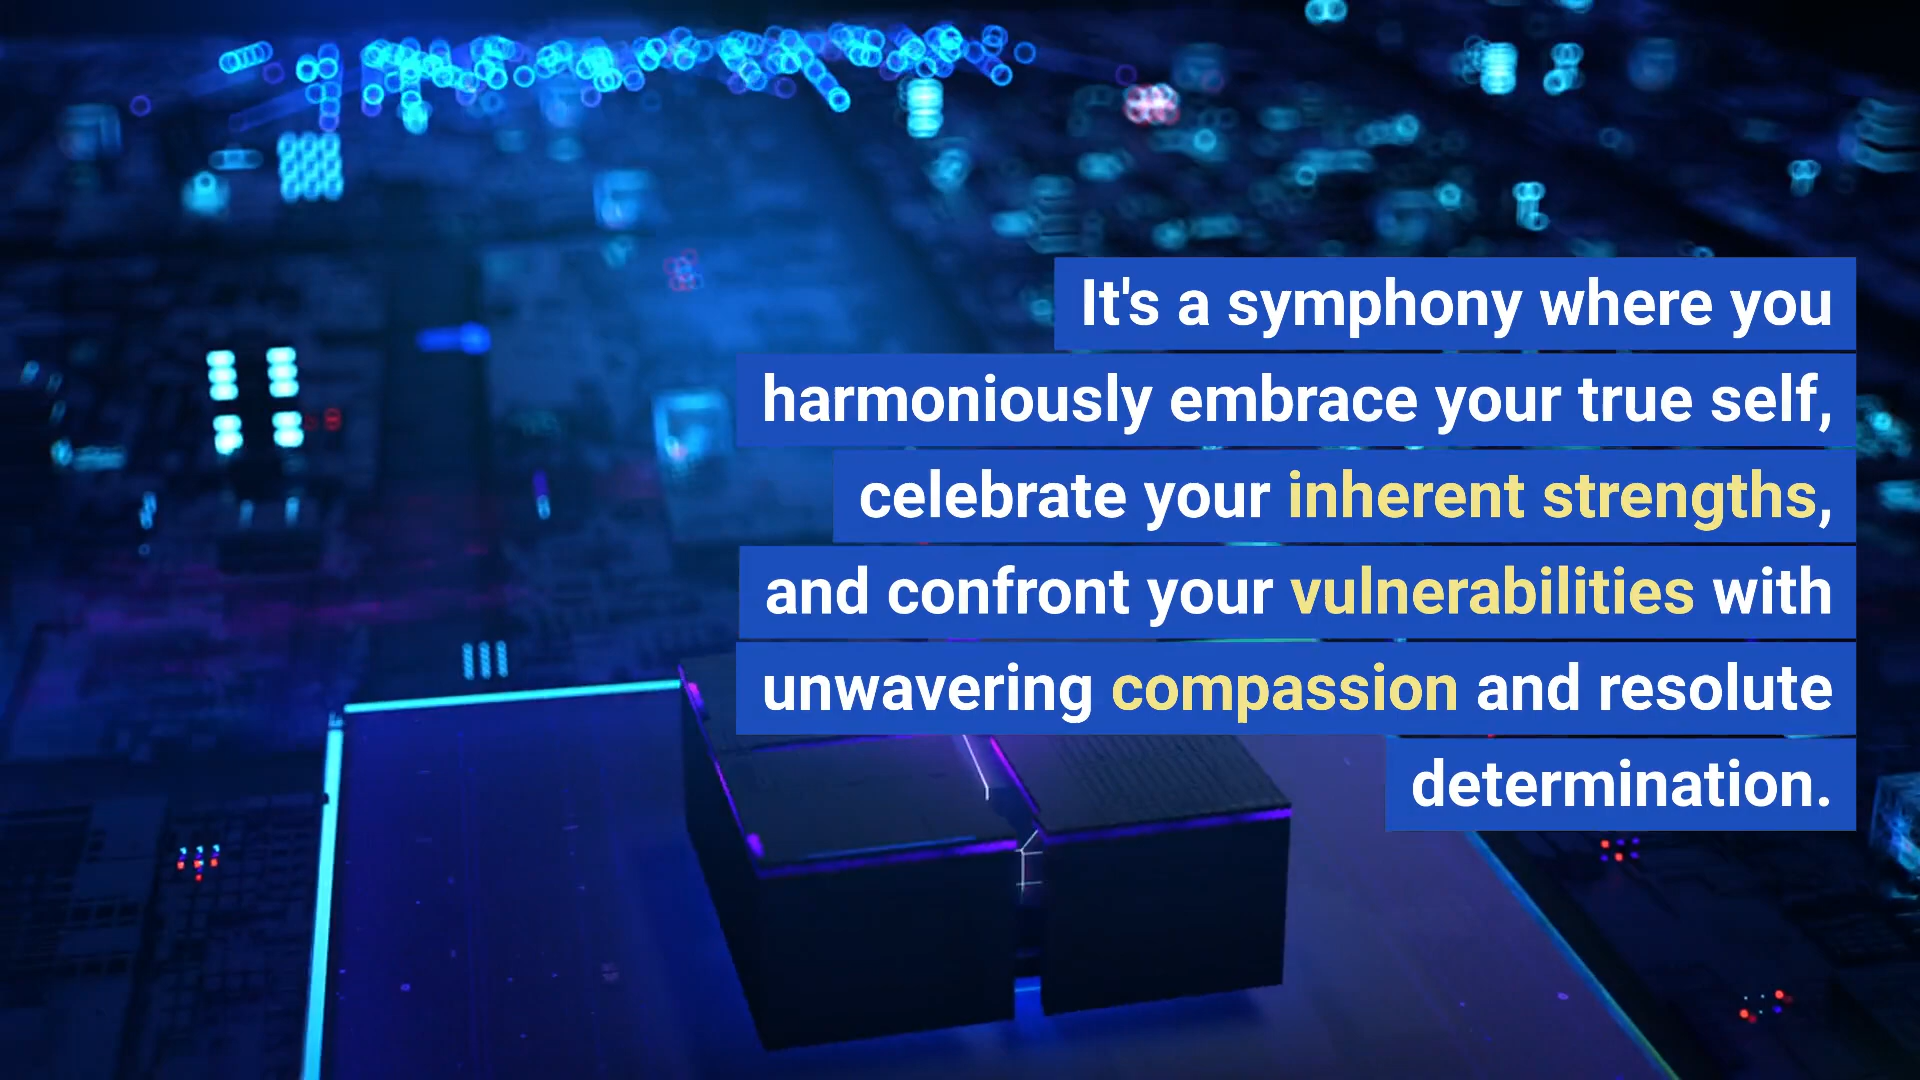 It's a symphony where you
harmoniously embrace your true self,
celebrate your inherent strengths,
and confront your vulnerabilities with
unwavering compassion and resolute
determination.